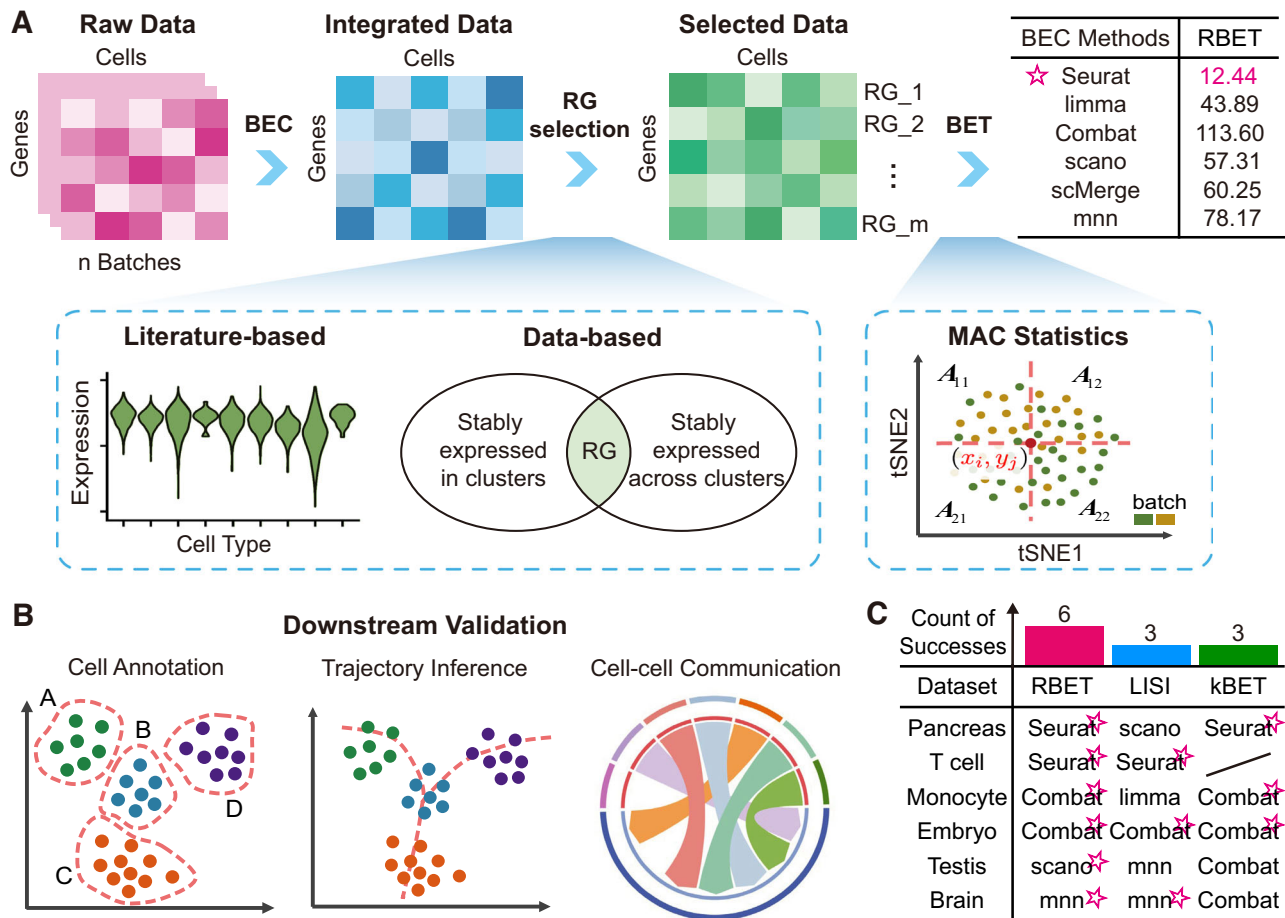 A
Raw Data
Cells
Genes
n Batches
BEC
Integrated Data
Cells
Genes
RG
selection
Selected Data
Cells
Genes
RG_1
RG_2
⋮
RG_m
BET
BEC Methods RBET
Seurat 12.44
limma 43.89
Combat 113.60
scano 57.31
scMerge 60.25
mnn 78.17
Literature-based
Expression
Cell Type
Data-based
Stably
expressed
in clusters
RG
Stably
expressed
across clusters
MAC Statistics
tSNE2
A11
A12
(xi, yj)
A21
A22
batch
tSNE1
B
Downstream Validation
Cell Annotation
A
B
C
D
Trajectory Inference
Cell-cell Communication
C
Count of
Successes
6 3 3
Dataset RBET LISI kBET
Pancreas Seurat scano Seurat
T cell Seurat Seurat
Monocyte Combat limma Combat
Embryo Combat Combat Combat
Testis scano mnn Combat
Brain mnn mnn Combat